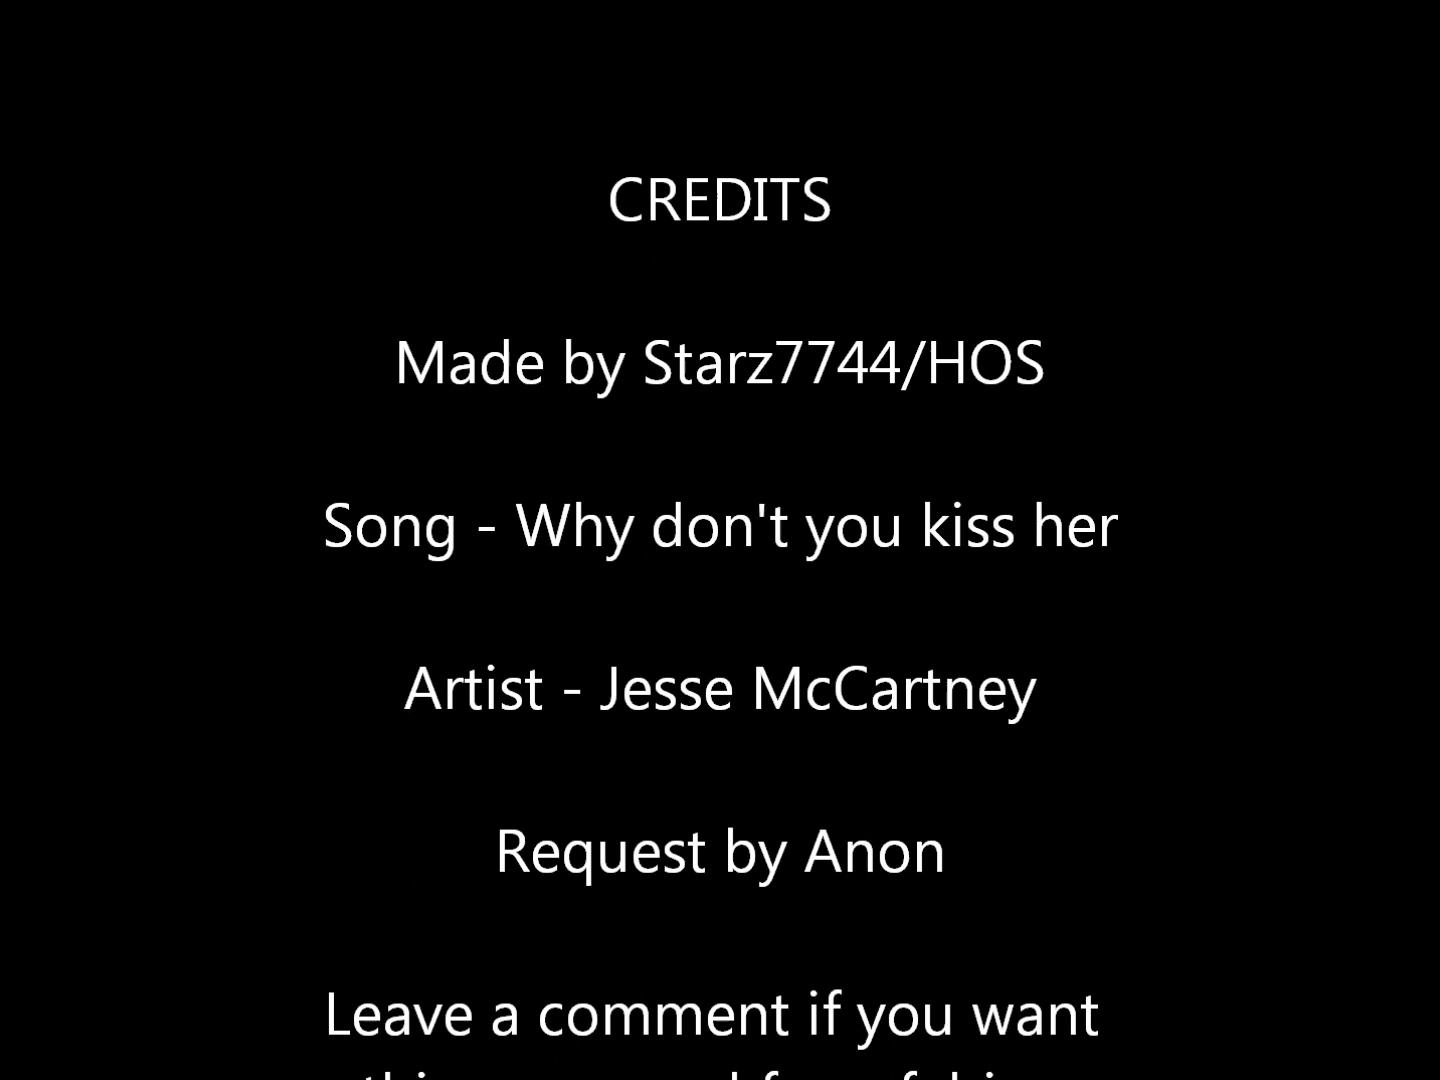 CREDITS
Made by Starz7744/HOS
Song - Why don't you kiss her
Artist - Jesse McCartney
Request by Anon
Leave a comment if you want